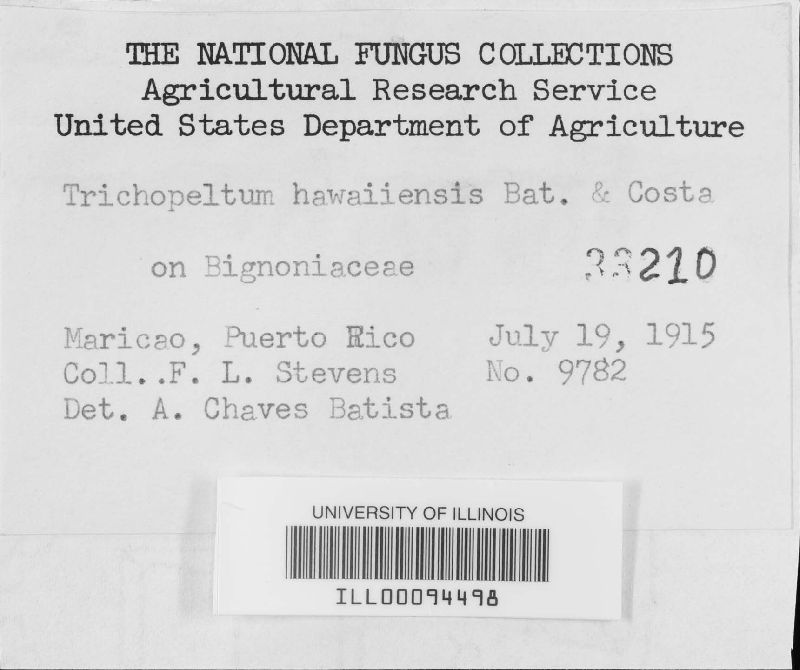 THE NATIONAL FUNGUS COLLECTIONS
Agricultural Research Service
United States Department of Agriculture
Trichopeltum hawaiiensis Bat. & Costa
on Bignoniaceae 33210
Maricao, Puerto Rico July 19, 1915
Coll..F. L. Stevens No. 9782
Det. A. Chaves Batista
UNIVERSITY OF ILLINOIS
ILL00094498